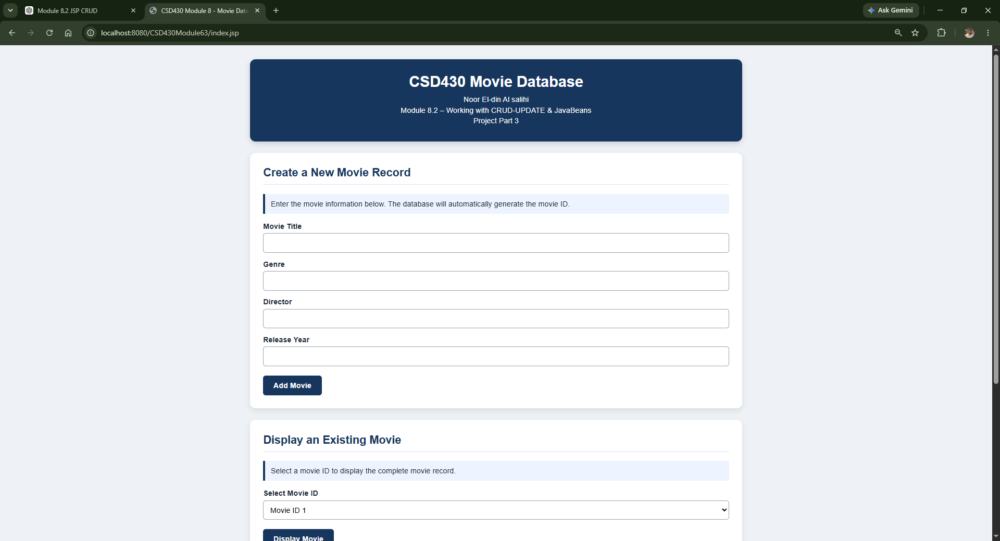 Module 8.2 JSP CRUD
CSD430 Module 8 - Movie Data
Ask Gemini
localhost:8080/CSD430Module63/index.jsp
CSD430 Movie Database
Noor El-din Al salihi
Module 8.2 – Working with CRUD-UPDATE & JavaBeans
Project Part 3
Create a New Movie Record
Enter the movie information below. The database will automatically generate the movie ID.
Movie Title
Genre
Director
Release Year
Add Movie
Display an Existing Movie
Select a movie ID to display the complete movie record.
Select Movie ID
Movie ID 1
Display Movie